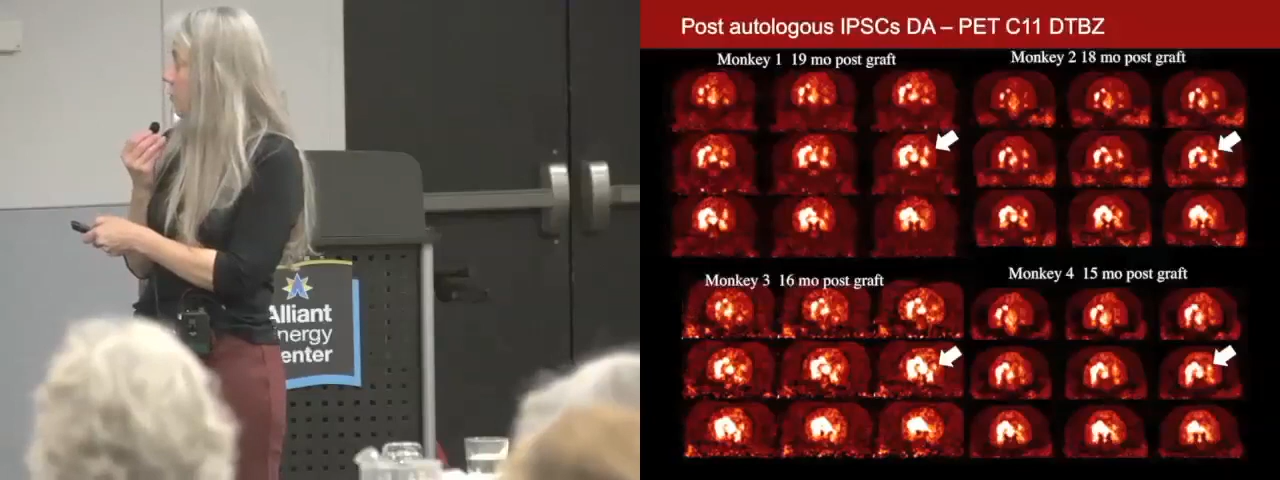 Alliant
Energy
Center
Post autologous IPSCs DA – PET C11 DTBZ
Monkey 1 19 mo post graft
Monkey 2 18 mo post graft
Monkey 3 16 mo post graft
Monkey 4 15 mo post graft